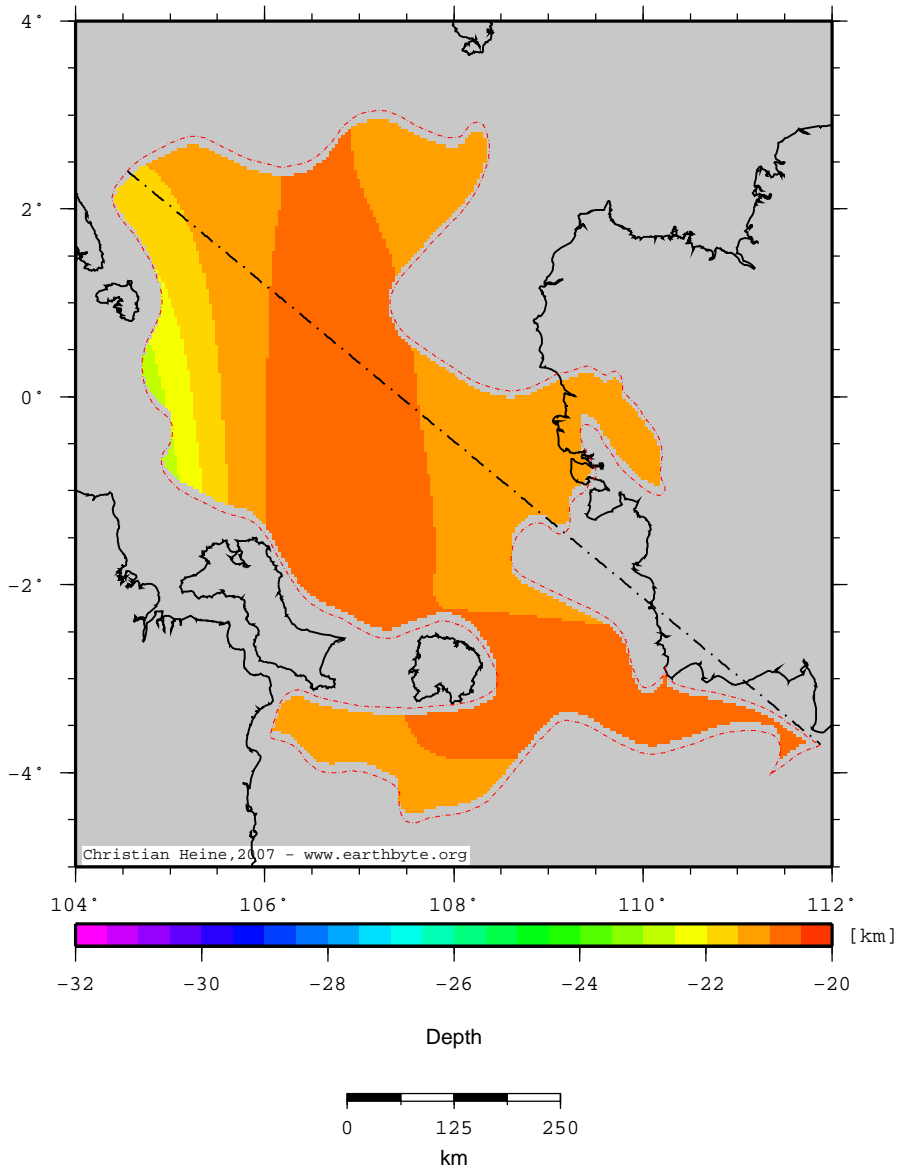 4°
2°
0°
−2°
−4°
Christian Heine,2007 - www.earthbyte.org
104° 106° 108° 110° 112°
[km]
−32 −30 −28 −26 −24 −22 −20
Depth
0 125 250
km